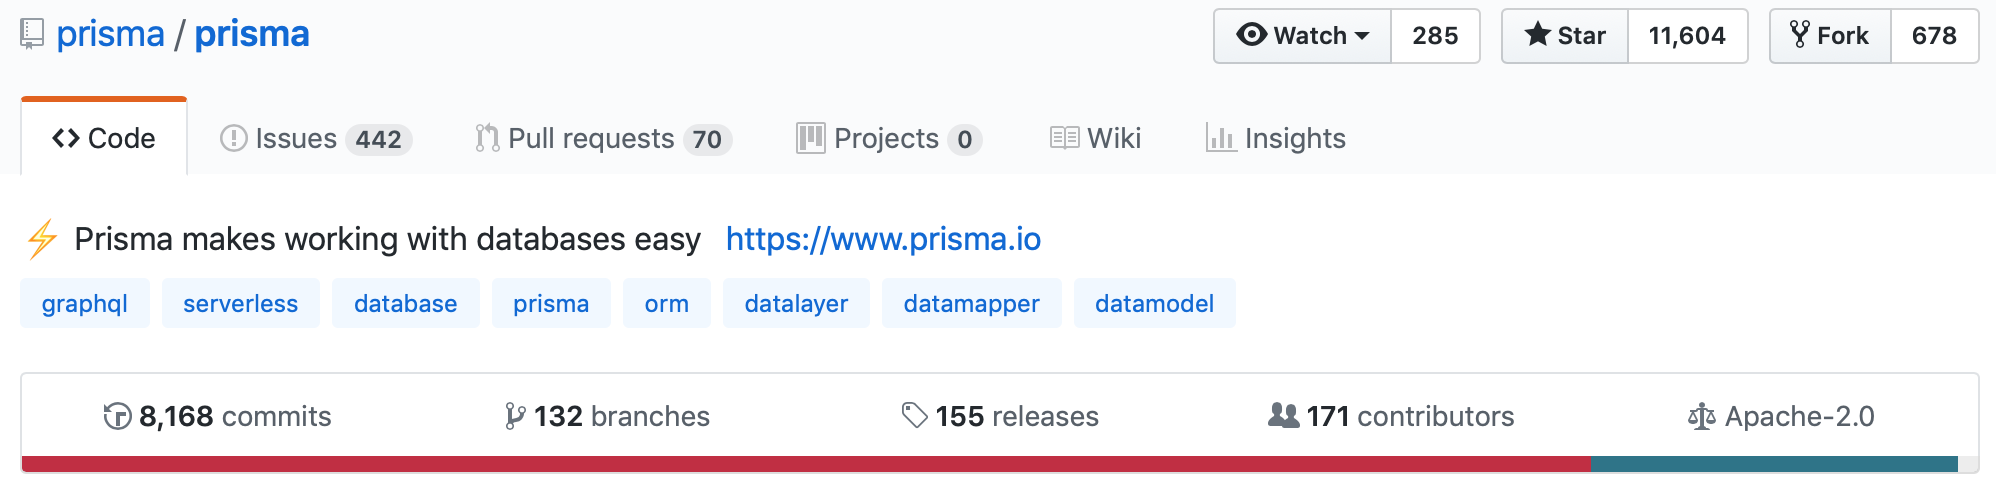 prisma / prisma Watch 285 Star 11,604 Fork 678
Code Issues 442 Pull requests 70 Projects 0 Wiki Insights
⚡ Prisma makes working with databases easy https://www.prisma.io
graphql serverless database prisma orm datalayer datamapper datamodel
8,168 commits 132 branches 155 releases 171 contributors Apache-2.0